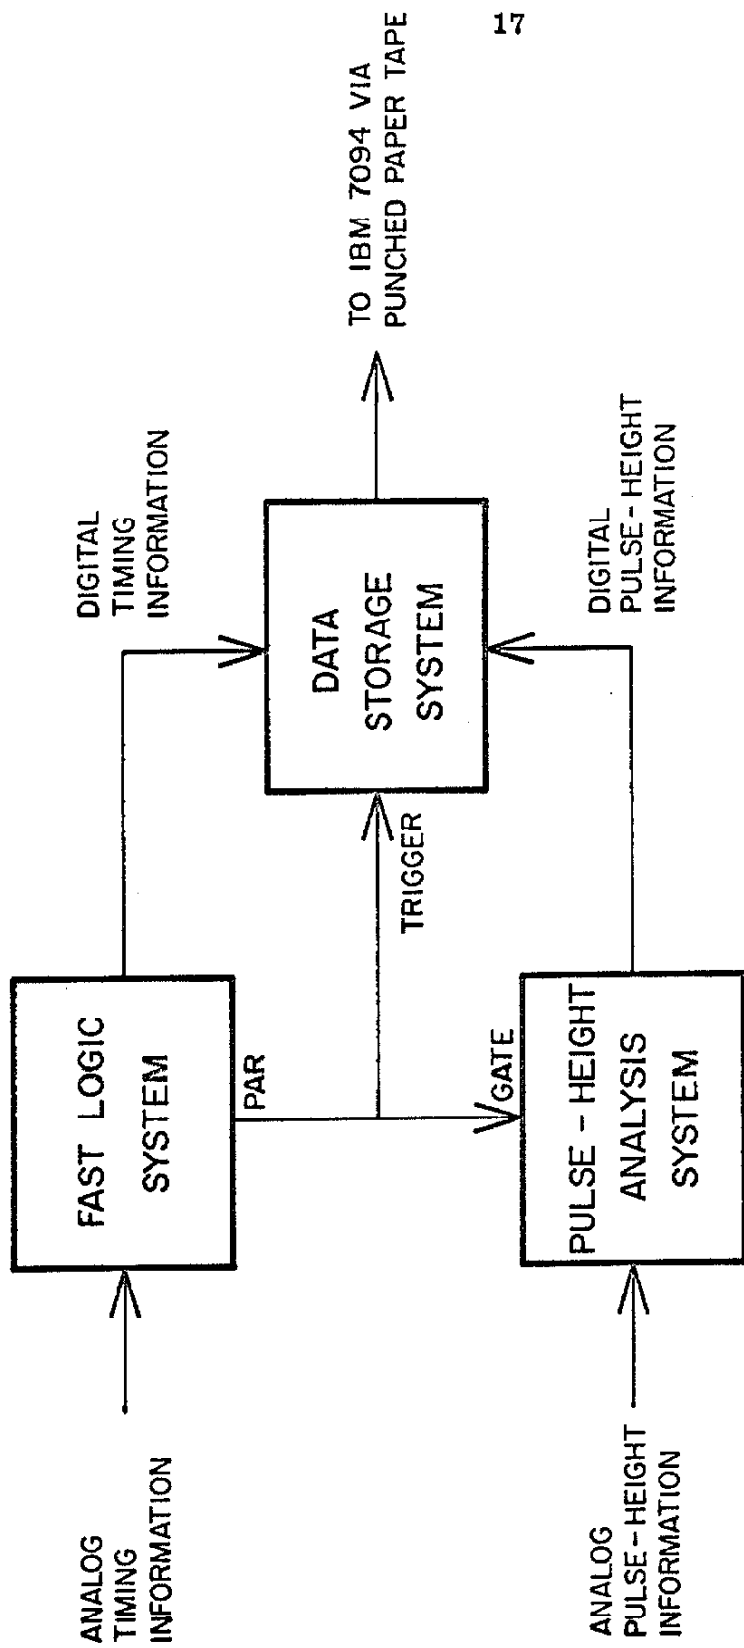 17
ANALOG
TIMING
INFORMATION
FAST LOGIC
SYSTEM
DIGITAL
TIMING
INFORMATION
PAR
TRIGGER
DATA
STORAGE
SYSTEM
TO IBM 7094 VIA
PUNCHED PAPER TAPE
GATE
ANALOG
PULSE-HEIGHT
INFORMATION
PULSE-HEIGHT
ANALYSIS
SYSTEM
DIGITAL
PULSE-HEIGHT
INFORMATION